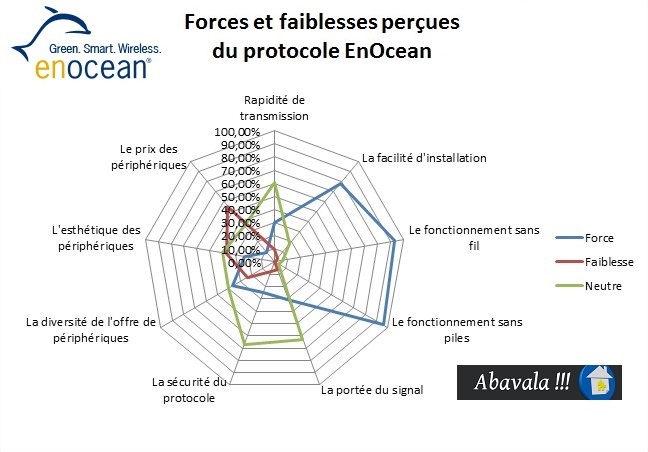 Forces et faiblesses perçues
du protocole EnOcean
Green. Smart. Wireless.
enocean®
Rapidité de
transmission
100,00%
90,00%
80,00%
70,00%
60,00%
50,00%
40,00%
30,00%
20,00%
10,00%
0,00%
La facilité d'installation
Le fonctionnement sans
fil
Le fonctionnement sans
piles
La portée du signal
La sécurité du
protocole
La diversité de l'offre de
périphériques
L'esthétique des
périphériques
Le prix des
périphériques
Force
Faiblesse
Neutre
Abavala !!!